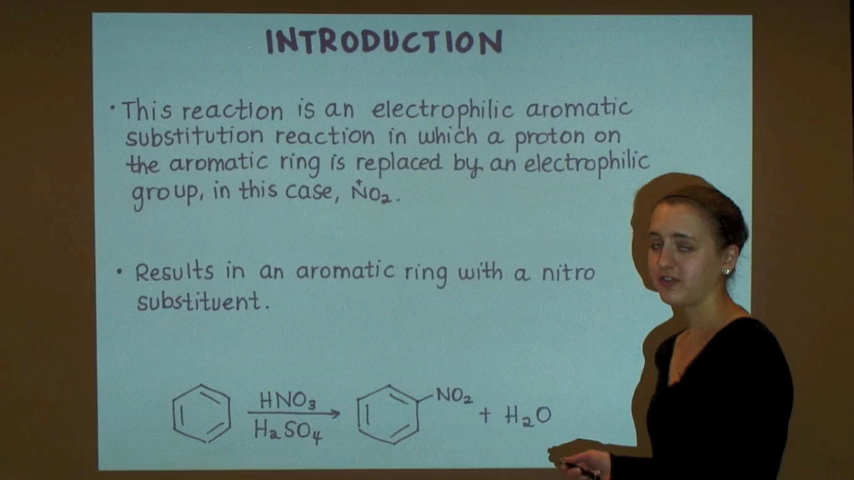 INTRODUCTION
• This reaction is an electrophilic aromatic
substitution reaction in which a proton on
the aromatic ring is replaced by an electrophilic
group, in this case, N⁺O₂.
• Results in an aromatic ring with a nitro
substituent.
HNO₃
H₂SO₄
NO₂
+ H₂O